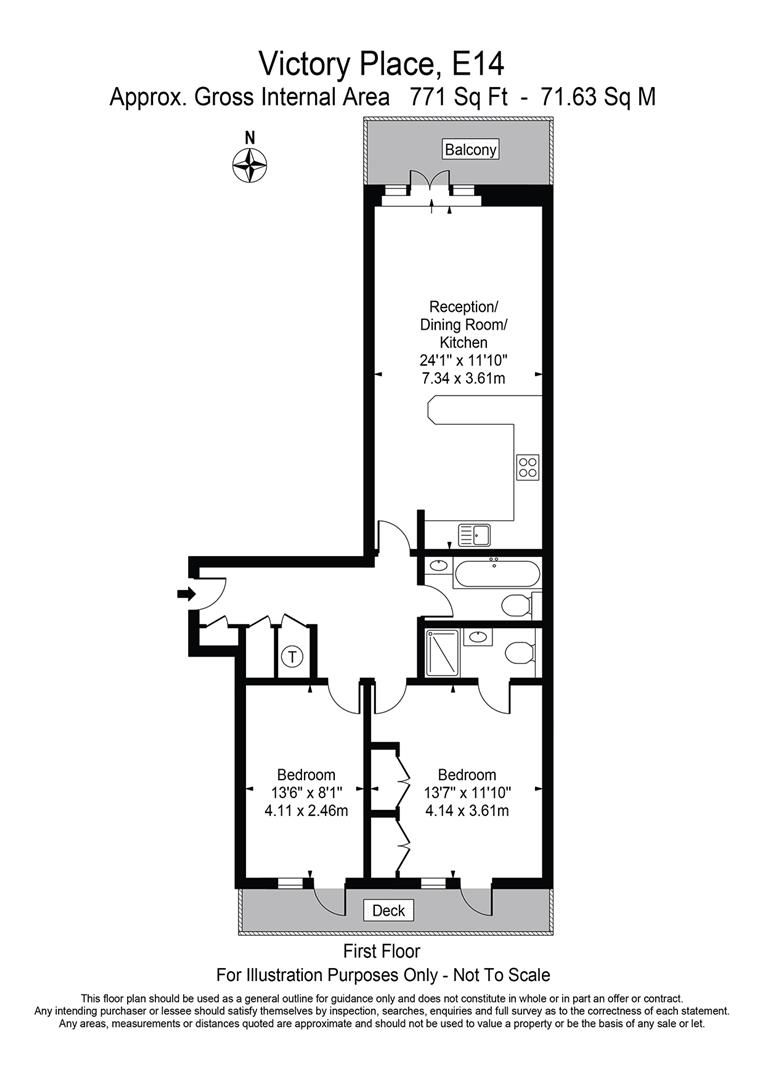 Victory Place, E14
Approx. Gross Internal Area 771 Sq Ft - 71.63 Sq M
N
Balcony
Reception/
Dining Room/
Kitchen
24'1" x 11'10"
7.34 x 3.61m
T
Bedroom
13'6" x 8'1"
4.11 x 2.46m
Bedroom
13'7" x 11'10"
4.14 x 3.61m
Deck
First Floor
For Illustration Purposes Only - Not To Scale
This floor plan should be used as a general outline for guidance only and does not constitute in whole or in part an offer or contract.
Any intending purchaser or lessee should satisfy themselves by inspection, searches, enquiries and full survey as to the correctness of each statement.
Any areas, measurements or distances quoted are approximate and should not be used to value a property or be the basis of any sale or let.